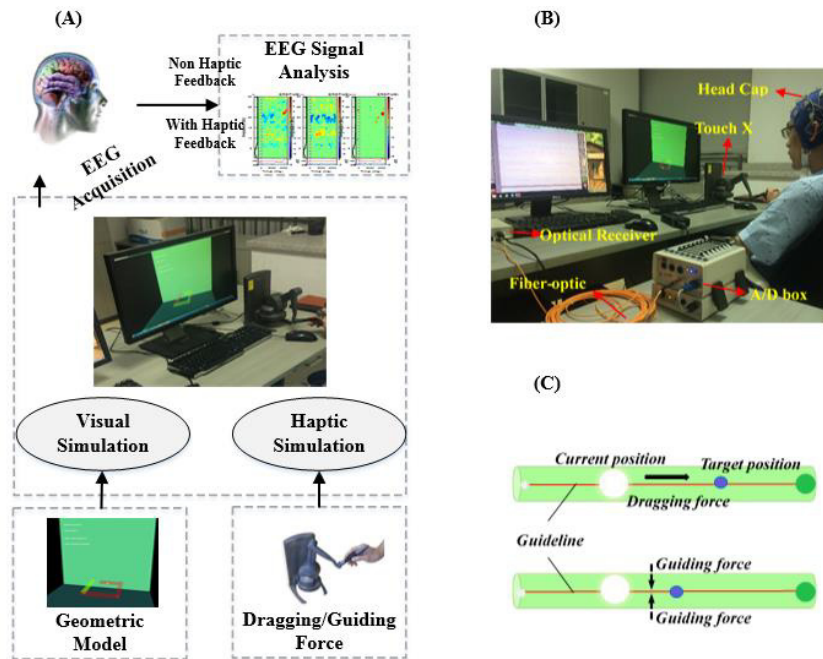 (A)
EEG Signal
Analysis
Non Haptic
Feedback
With Haptic
Feedback
EEG
Acquisition
Visual
Simulation
Haptic
Simulation
Geometric
Model
Dragging/Guiding
Force
(B)
Head Cap
Touch X
Optical Receiver
Fiber-optic
A/D box
(C)
Current position
Target position
Dragging force
Guideline
Guiding force
Guiding force